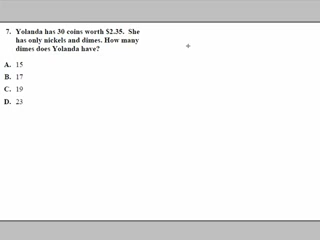 7. Yolanda has 30 coins worth $2.35. She
has only nickels and dimes. How many
dimes does Yolanda have?
A. 15
B. 17
C. 19
D. 23